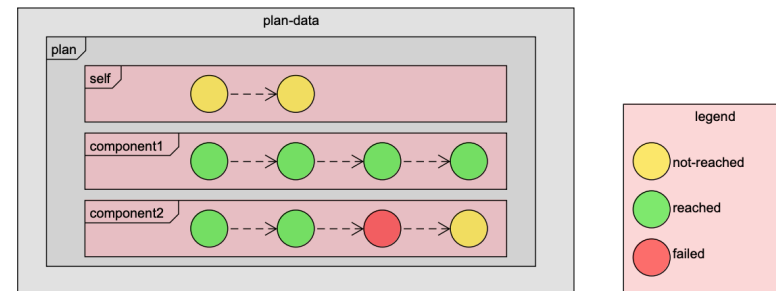 plan-data
plan
self
component1
component2
legend
not-reached
reached
failed